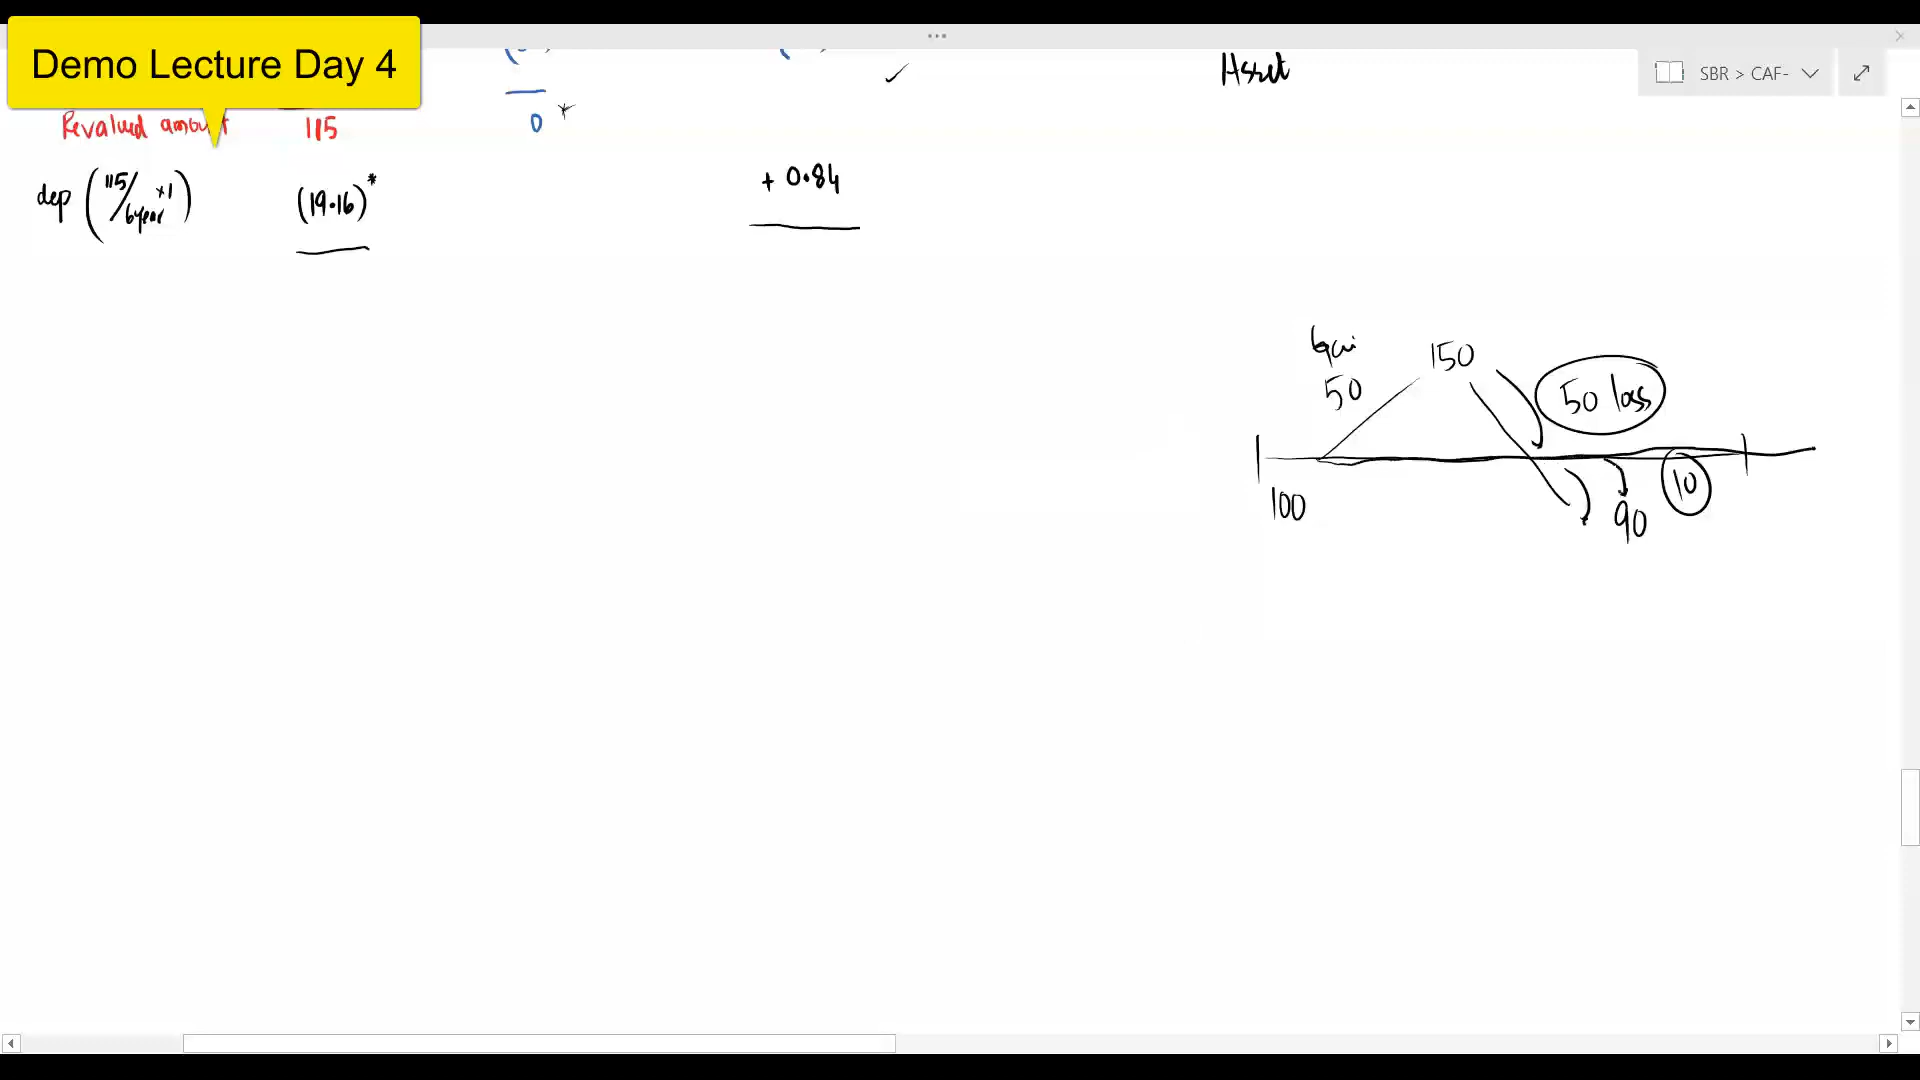 Demo Lecture Day 4
Asset
SBR > CAF-
Revalued amount 115 0 *
dep (115/6year ×1) (19.16)* + 0.84
50
150
50 loss
100
90
10